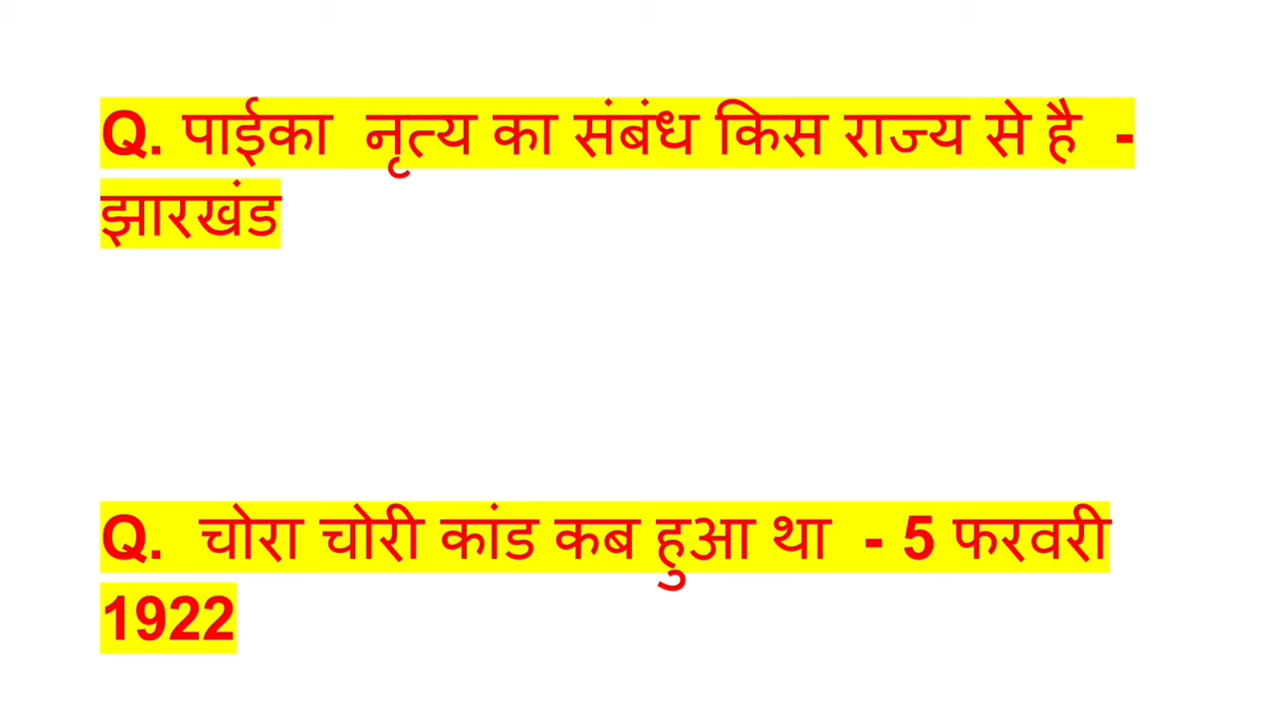 Q. पाईका नृत्य का संबंध किस राज्य से है -
झारखंड
Q. चोरा चोरी कांड कब हुआ था - 5 फरवरी
1922